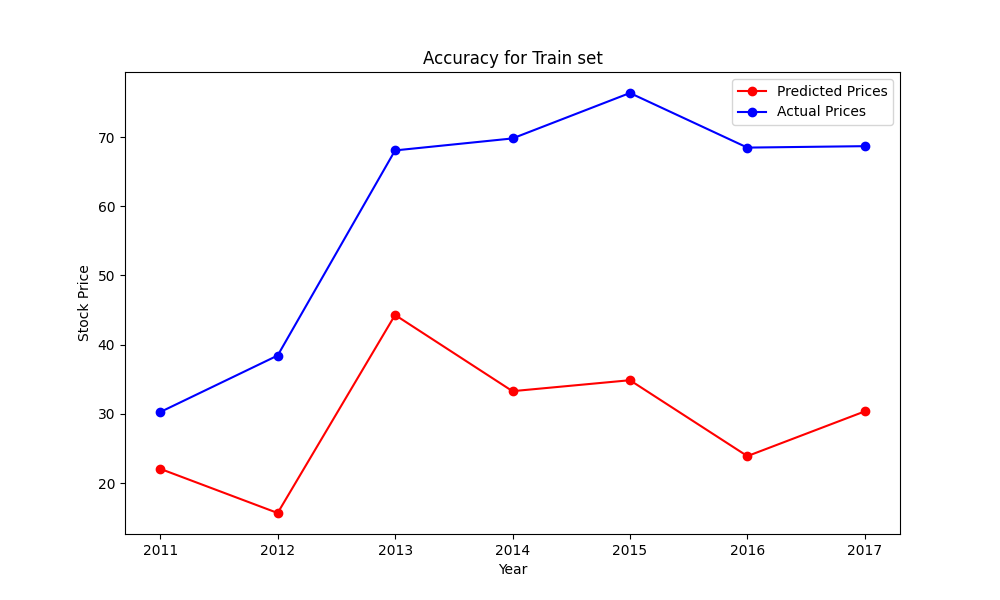 Accuracy for Train set
Predicted Prices
Actual Prices
70
60
50
40
30
20
Stock Price
2011 2012 2013 2014 2015 2016 2017
Year